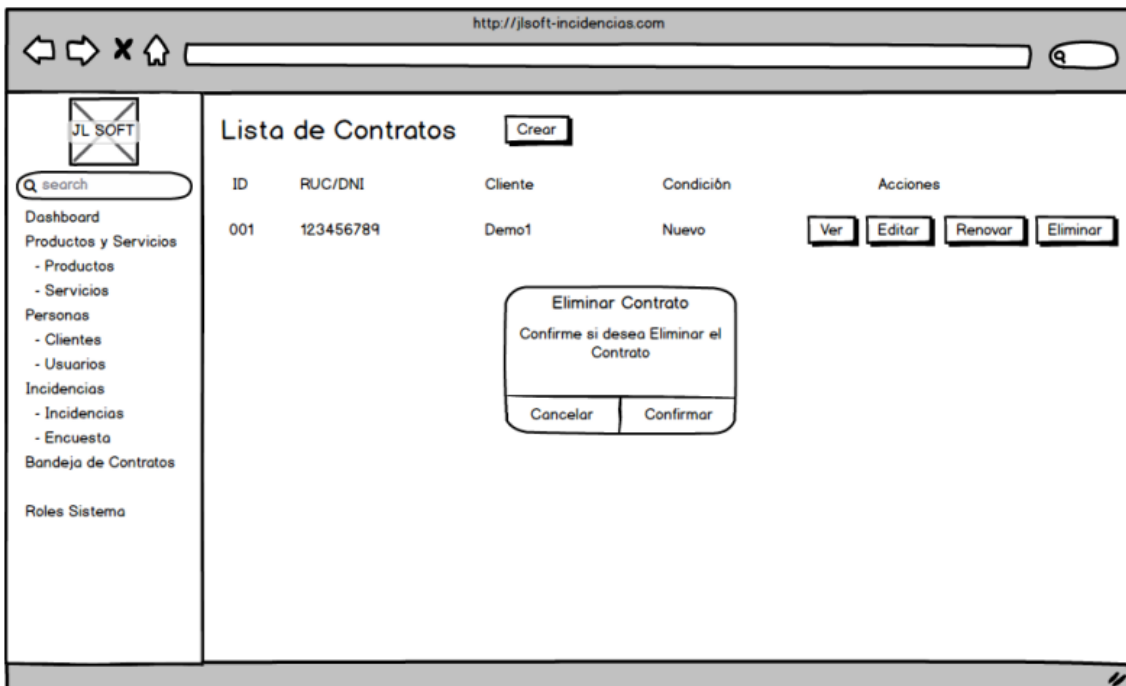 http://jlsoft-incidencias.com
JL SOFT
search
Dashboard
Productos y Servicios
- Productos
- Servicios
Personas
- Clientes
- Usuarios
Incidencias
- Incidencias
- Encuesta
Bandeja de Contratos
Roles Sistema
Lista de Contratos Crear
ID RUC/DNI Cliente Condición Acciones
001 123456789 Demo1 Nuevo Ver Editar Renovar Eliminar
Eliminar Contrato
Confirme si desea Eliminar el
Contrato
Cancelar Confirmar